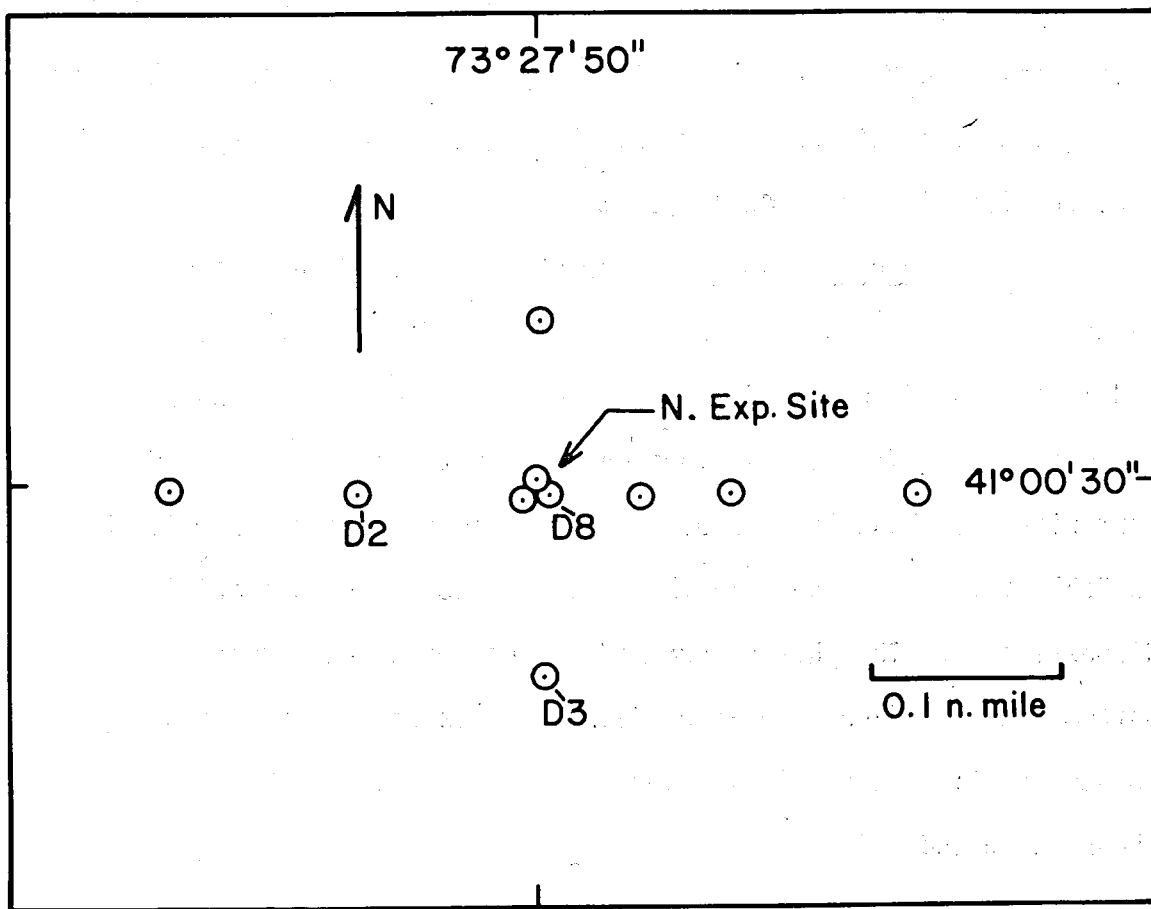 73°27'50"
N
N. Exp. Site
41°00'30"
D2
D8
D3
0.1 n. mile